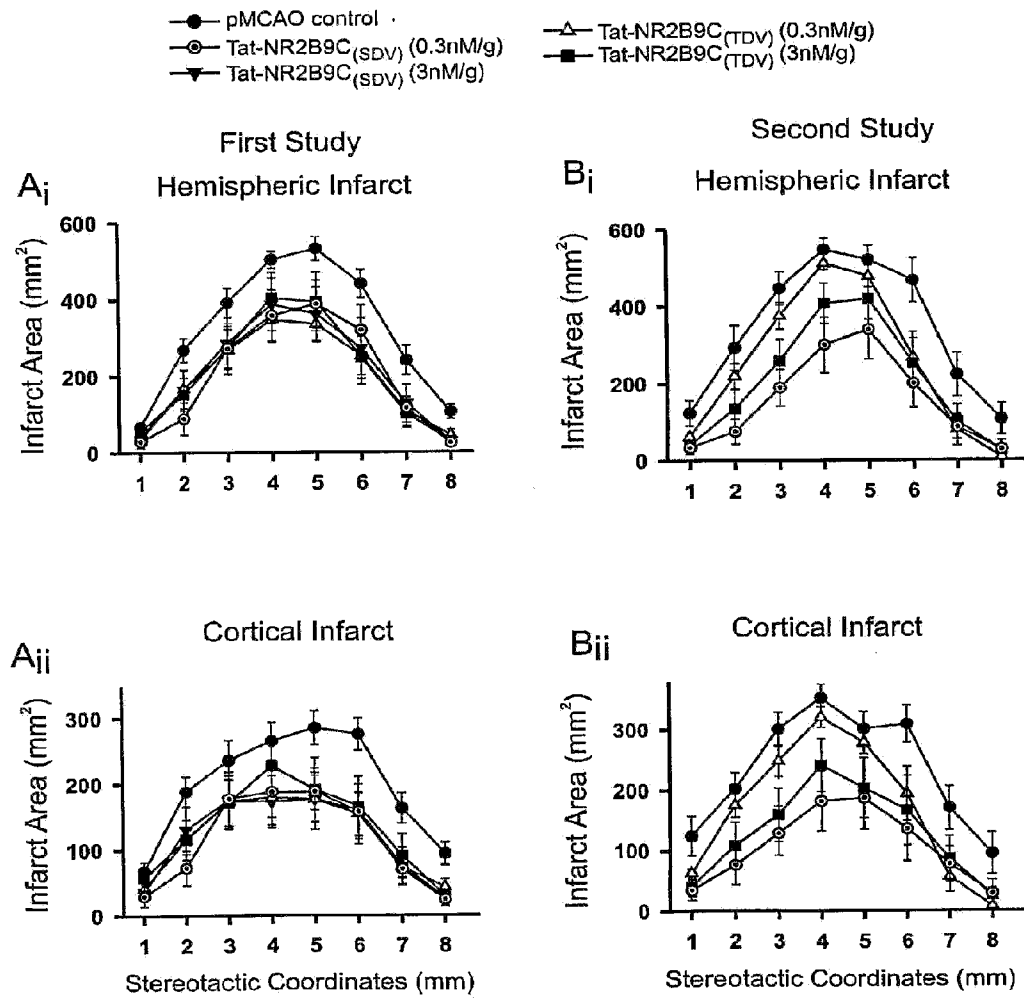 pMCAO control
Tat-NR2B9C(SDV) (0.3nM/g)
Tat-NR2B9C(SDV) (3nM/g)
Tat-NR2B9C(TDV) (0.3nM/g)
Tat-NR2B9C(TDV) (3nM/g)
First Study
Second Study
Ai
Hemispheric Infarct
Infarct Area (mm2)
600
400
200
0
1 2 3 4 5 6 7 8
Bi
Hemispheric Infarct
Infarct Area (mm2)
600
400
200
0
1 2 3 4 5 6 7 8
Aii
Cortical Infarct
Infarct Area (mm2)
300
200
100
0
1 2 3 4 5 6 7 8
Stereotactic Coordinates (mm)
Bii
Cortical Infarct
Infarct Area (mm2)
300
200
100
0
1 2 3 4 5 6 7 8
Stereotactic Coordinates (mm)